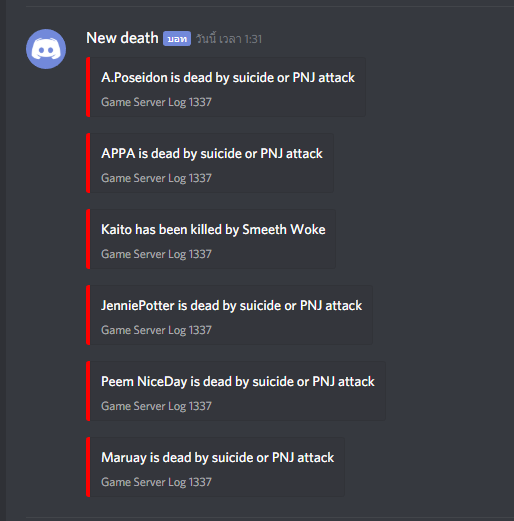 New death บอท วันนี้ เวลา 1:31
A.Poseidon is dead by suicide or PNJ attack
Game Server Log 1337
APPA is dead by suicide or PNJ attack
Game Server Log 1337
Kaito has been killed by Smeeth Woke
Game Server Log 1337
JenniePotter is dead by suicide or PNJ attack
Game Server Log 1337
Peem NiceDay is dead by suicide or PNJ attack
Game Server Log 1337
Maruay is dead by suicide or PNJ attack
Game Server Log 1337